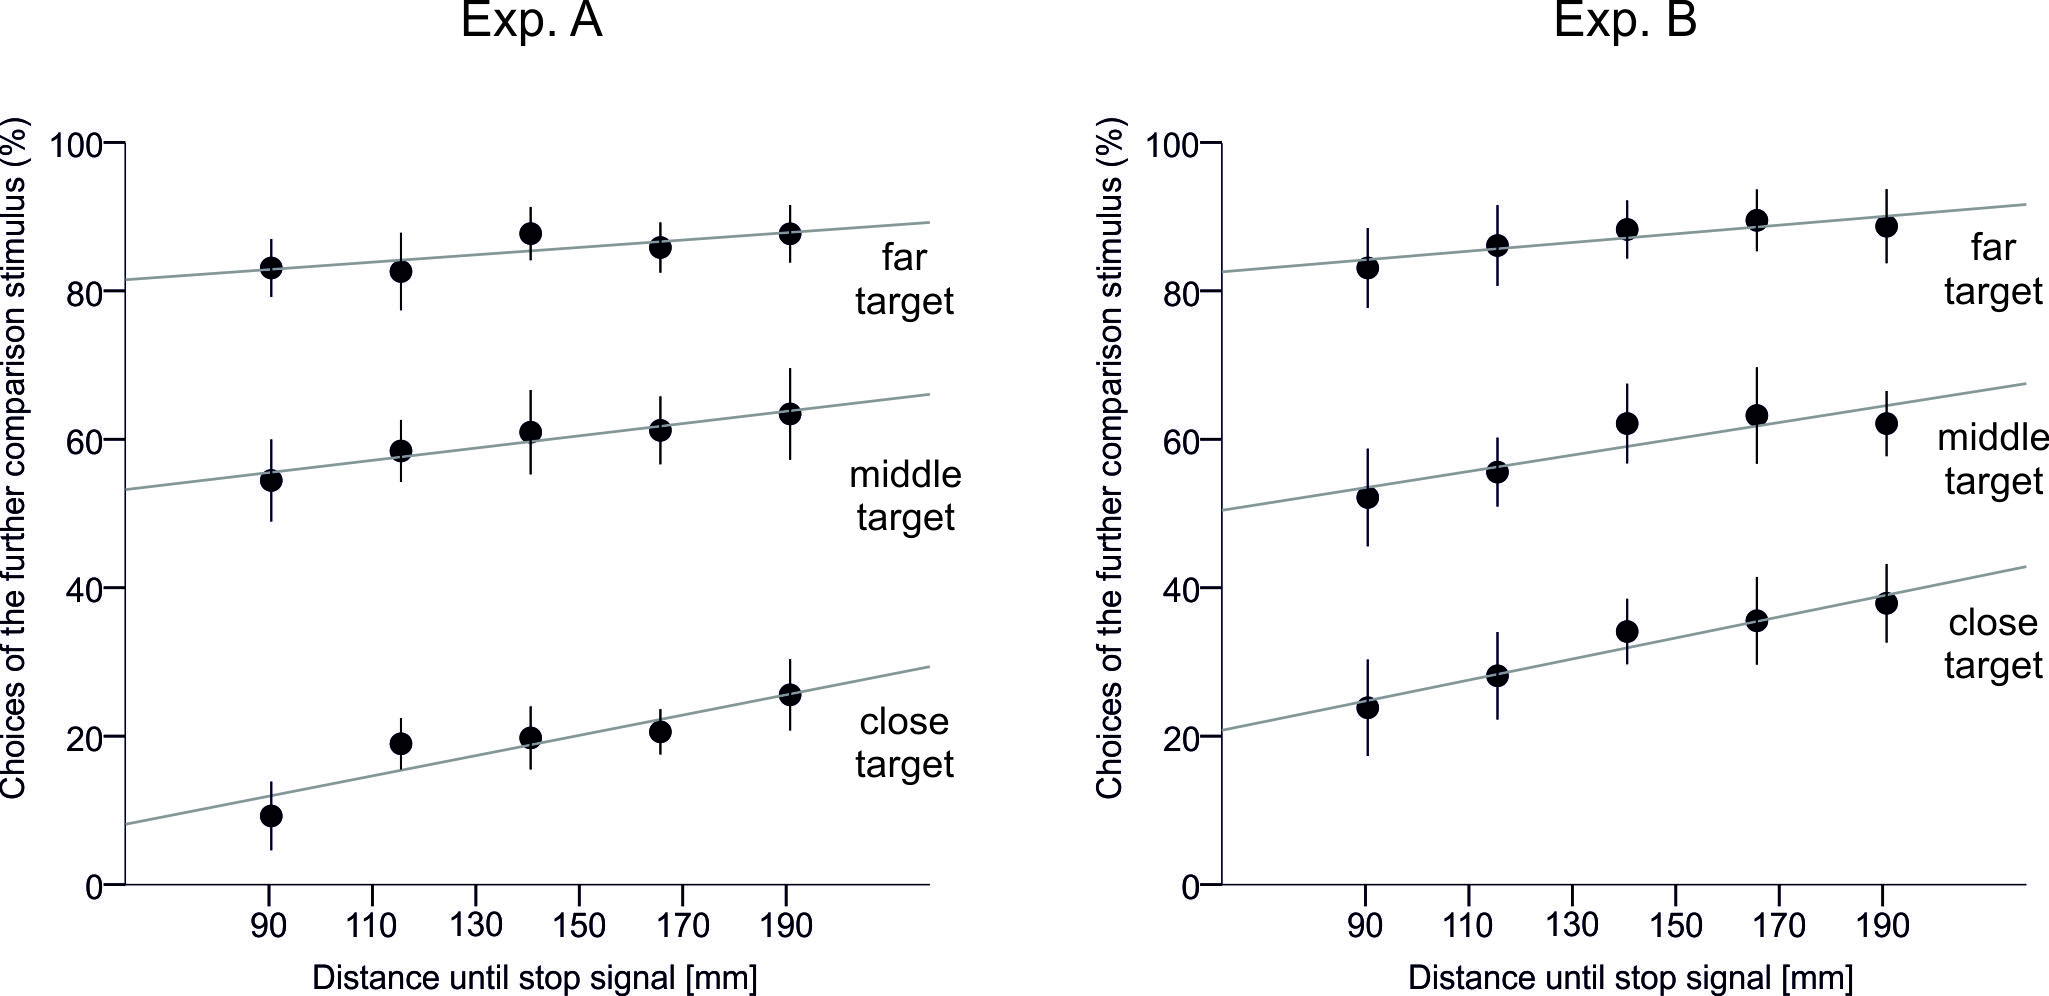 Exp. A
Choices of the further comparison stimulus (%)
100
80
60
40
20
0
far
target
middle
target
close
target
90 110 130 150 170 190
Distance until stop signal [mm]
Exp. B
Choices of the further comparison stimulus (%)
100
80
60
40
20
0
far
target
middle
target
close
target
90 110 130 150 170 190
Distance until stop signal [mm]